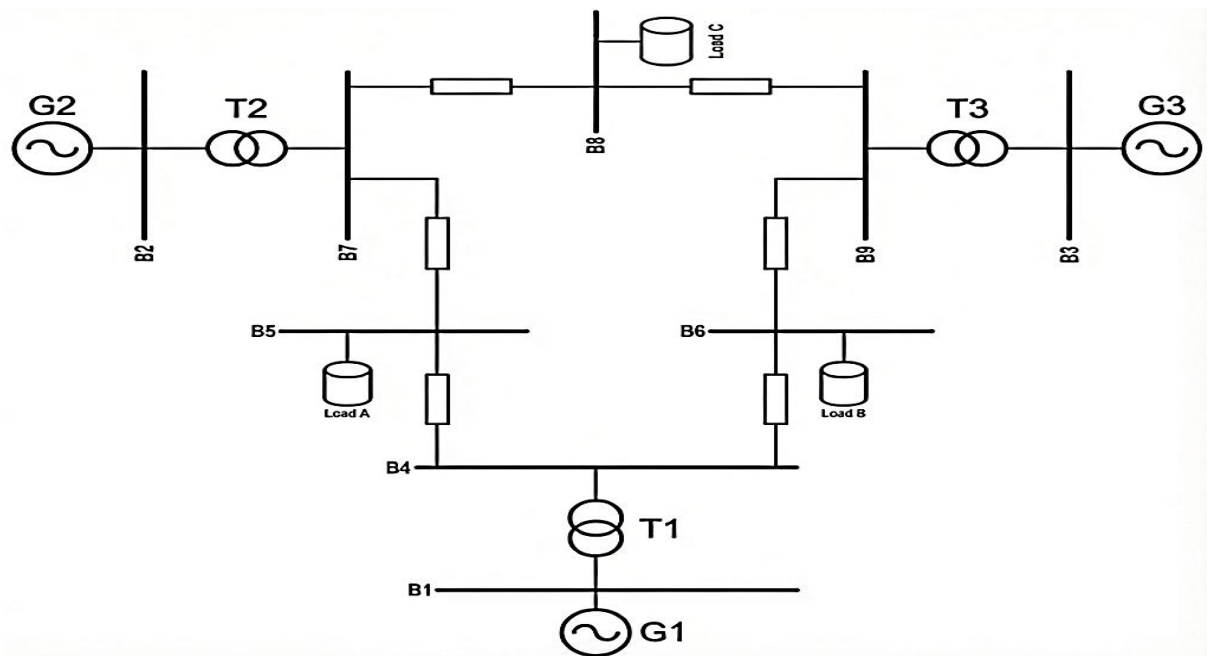 Load C
G2
T2
T3
G3
B8
B2
B7
B9
B3
B5
B6
Load A
Load B
B4
T1
B1
G1